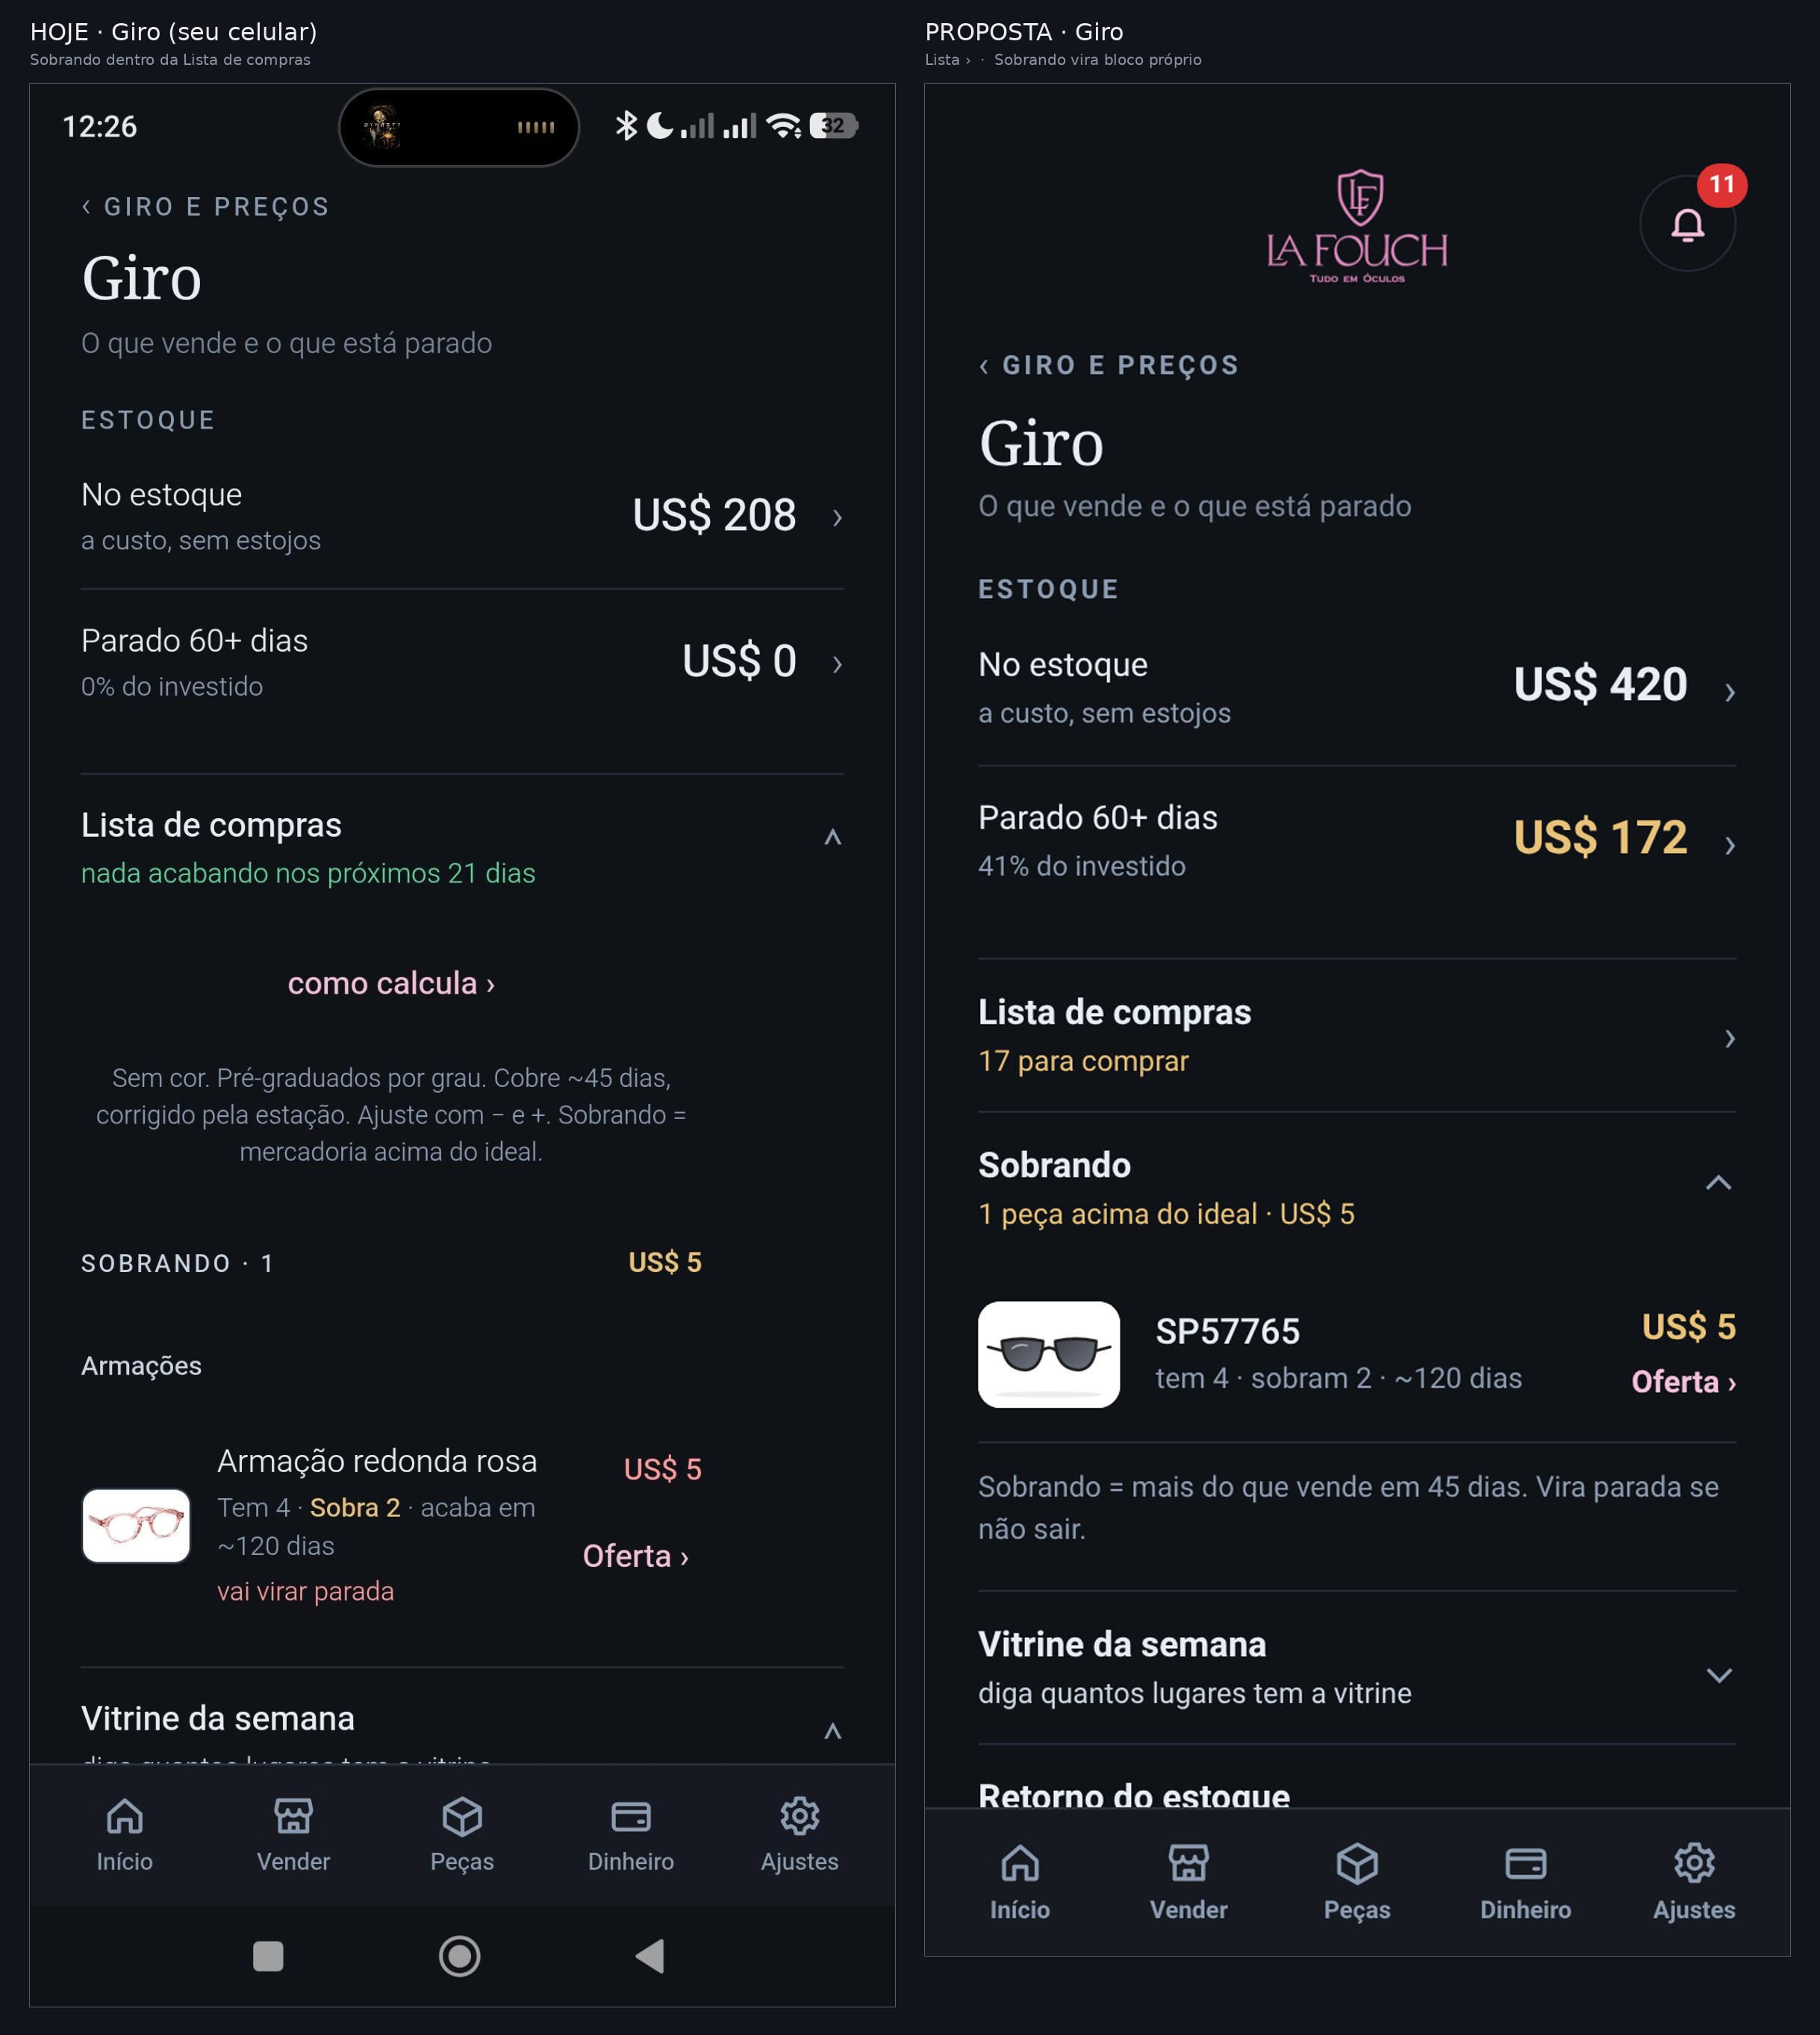 HOJE · Giro (seu celular)
Sobrando dentro da Lista de compras
12:26
32
‹ GIRO E PREÇOS
Giro
O que vende e o que está parado
ESTOQUE
No estoque
a custo, sem estojos
US$ 208 ›
Parado 60+ dias
0% do investido
US$ 0 ›
Lista de compras
nada acabando nos próximos 21 dias
como calcula ›
Sem cor. Pré-graduados por grau. Cobre ~45 dias,
corrigido pela estação. Ajuste com − e +. Sobrando =
mercadoria acima do ideal.
SOBRANDO · 1
US$ 5
Armações
Armação redonda rosa
Tem 4 · Sobra 2 · acaba em
~120 dias
vai virar parada
US$ 5
Oferta ›
Vitrine da semana
diga quantos lugares tem a vitrine
Início
Vender
Peças
Dinheiro
Ajustes
PROPOSTA · Giro
Lista › · Sobrando vira bloco próprio
LF
LA FOUCH
TUDO EM ÓCULOS
11
‹ GIRO E PREÇOS
Giro
O que vende e o que está parado
ESTOQUE
No estoque
a custo, sem estojos
US$ 420 ›
Parado 60+ dias
41% do investido
US$ 172 ›
Lista de compras
17 para comprar
›
Sobrando
1 peça acima do ideal · US$ 5
SP57765
tem 4 · sobram 2 · ~120 dias
US$ 5
Oferta ›
Sobrando = mais do que vende em 45 dias. Vira parada se
não sair.
Vitrine da semana
diga quantos lugares tem a vitrine
Retorno do estoque
Início
Vender
Peças
Dinheiro
Ajustes